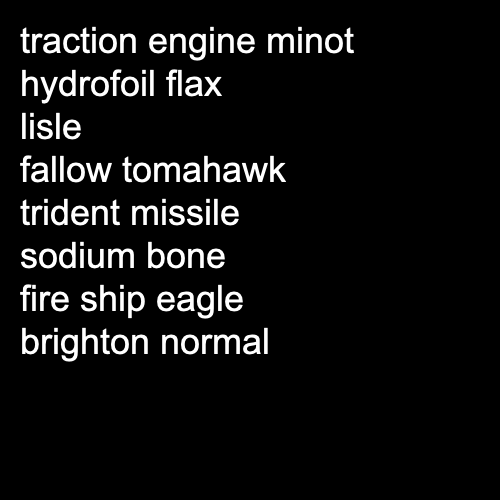 traction engine minot
hydrofoil flax
lisle
fallow tomahawk
trident missile
sodium bone
fire ship eagle
brighton normal